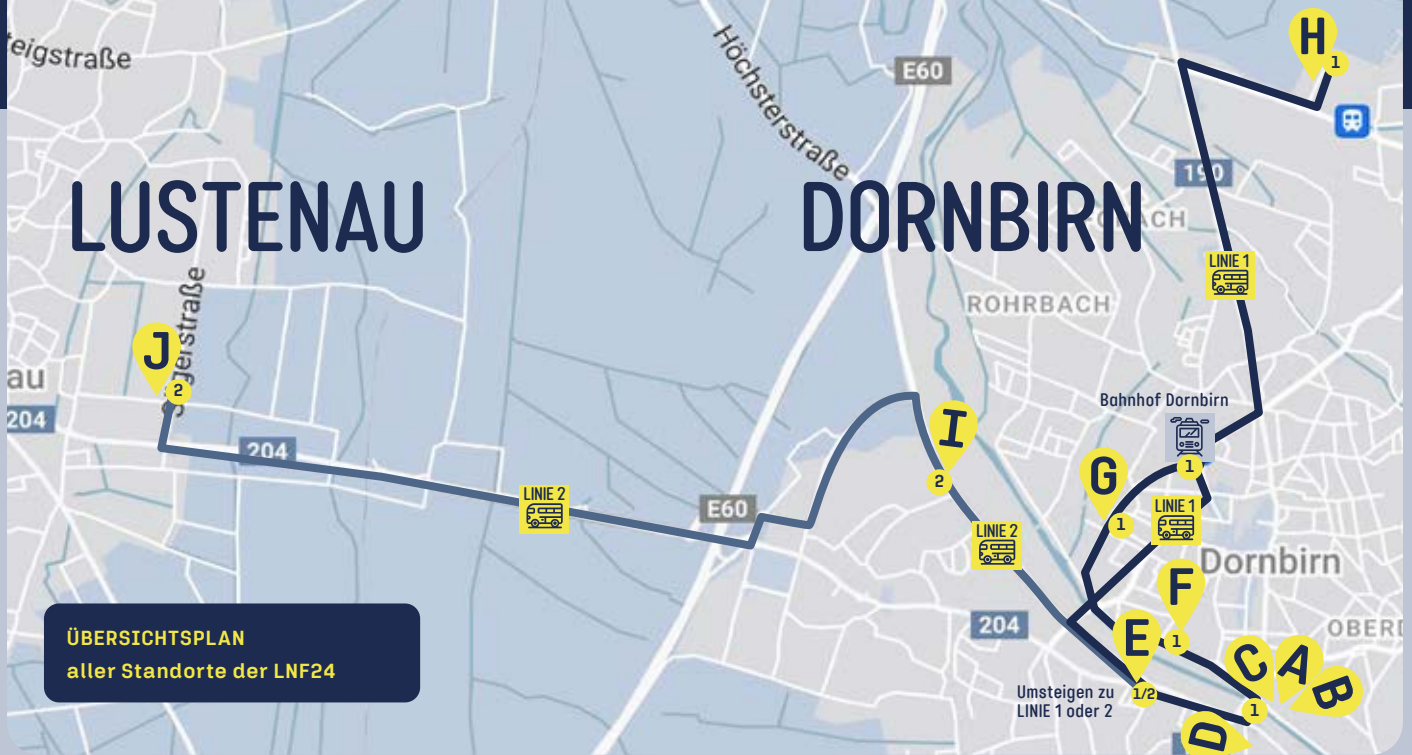 eigstraße
Höchsterstraße
E60
H
1
190
LUSTENAU
DORNBIRN
LINIE 1
ROHRBACH
J
2
au
204
204
Bahnhof Dornbirn
1
I
2
G
1
LINIE 1
LINIE 2
E60
LINIE 2
Dornbirn
F
1
204
E
1/2
OBERD
C
A
B
1
D
Umsteigen zu
LINIE 1 oder 2
ÜBERSICHTSPLAN
aller Standorte der LNF24